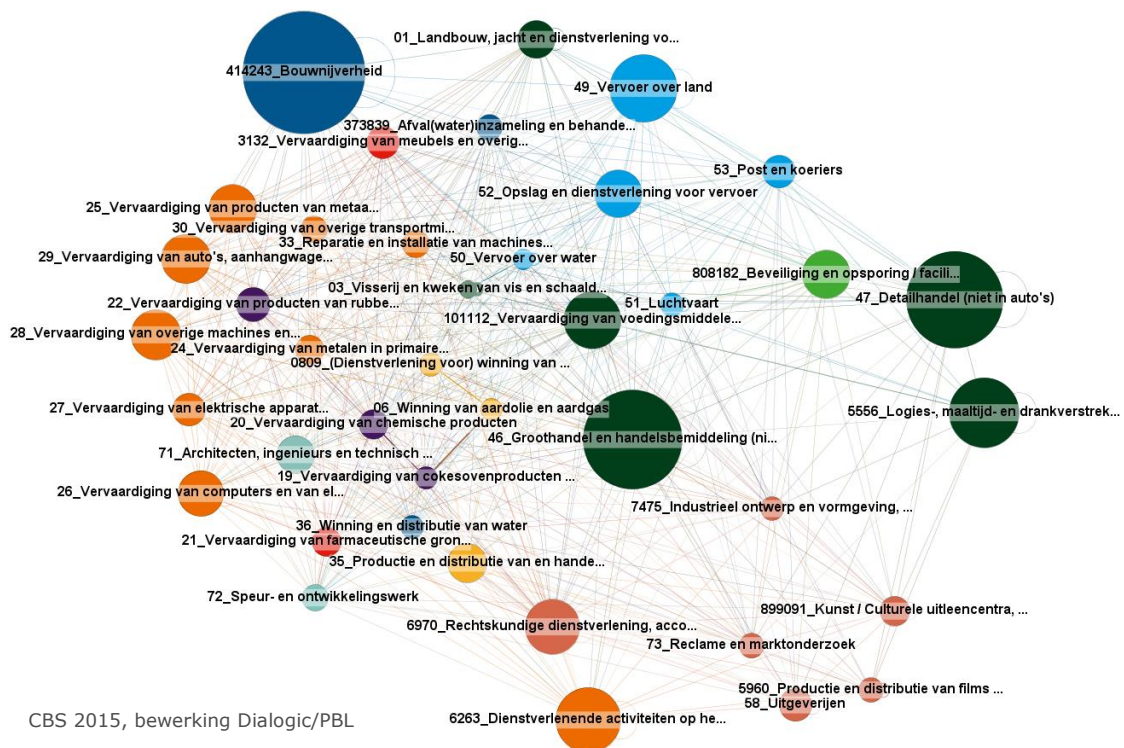 01_Landbouw, jacht en dienstverlening vo...
414243_Bouwnijverheid
49_Vervoer over land
373839_Afval(water)inzameling en behande...
3132_Vervaardiging van meubels en overig...
53_Post en koeriers
52_Opslag en dienstverlening voor vervoer
25_Vervaardiging van producten van metaa...
30_Vervaardiging van overige transportmi...
33_Reparatie en installatie van machines...
29_Vervaardiging van auto's, aanhangwage...
50_Vervoer over water
808182_Beveiliging en opsporing / facili...
03_Visserij en kweken van vis en schaald...
47_Detailhandel (niet in auto's)
22_Vervaardiging van producten van rubbe...
51_Luchtvaart
101112_Vervaardiging van voedingsmiddele...
28_Vervaardiging van overige machines en...
24_Vervaardiging van metalen in primaire...
0809_(Dienstverlening voor) winning van ...
27_Vervaardiging van elektrische apparat...
06_Winning van aardolie en aardgas
5556_Logies-, maaltijd- en drankverstrek...
20_Vervaardiging van chemische producten
46_Groothandel en handelsbemiddeling (ni...
71_Architecten, ingenieurs en technisch ...
19_Vervaardiging van cokesovenproducten ...
26_Vervaardiging van computers en van el...
7475_Industrieel ontwerp en vormgeving, ...
36_Winning en distributie van water
21_Vervaardiging van farmaceutische gron...
35_Productie en distributie van en hande...
72_Speur- en ontwikkelingswerk
899091_Kunst / Culturele uitleencentra, ...
6970_Rechtskundige dienstverlening, acco...
73_Reclame en marktonderzoek
5960_Productie en distributie van films ...
58_Uitgeverijen
6263_Dienstverlenende activiteiten op he...
CBS 2015, bewerking Dialogic/PBL